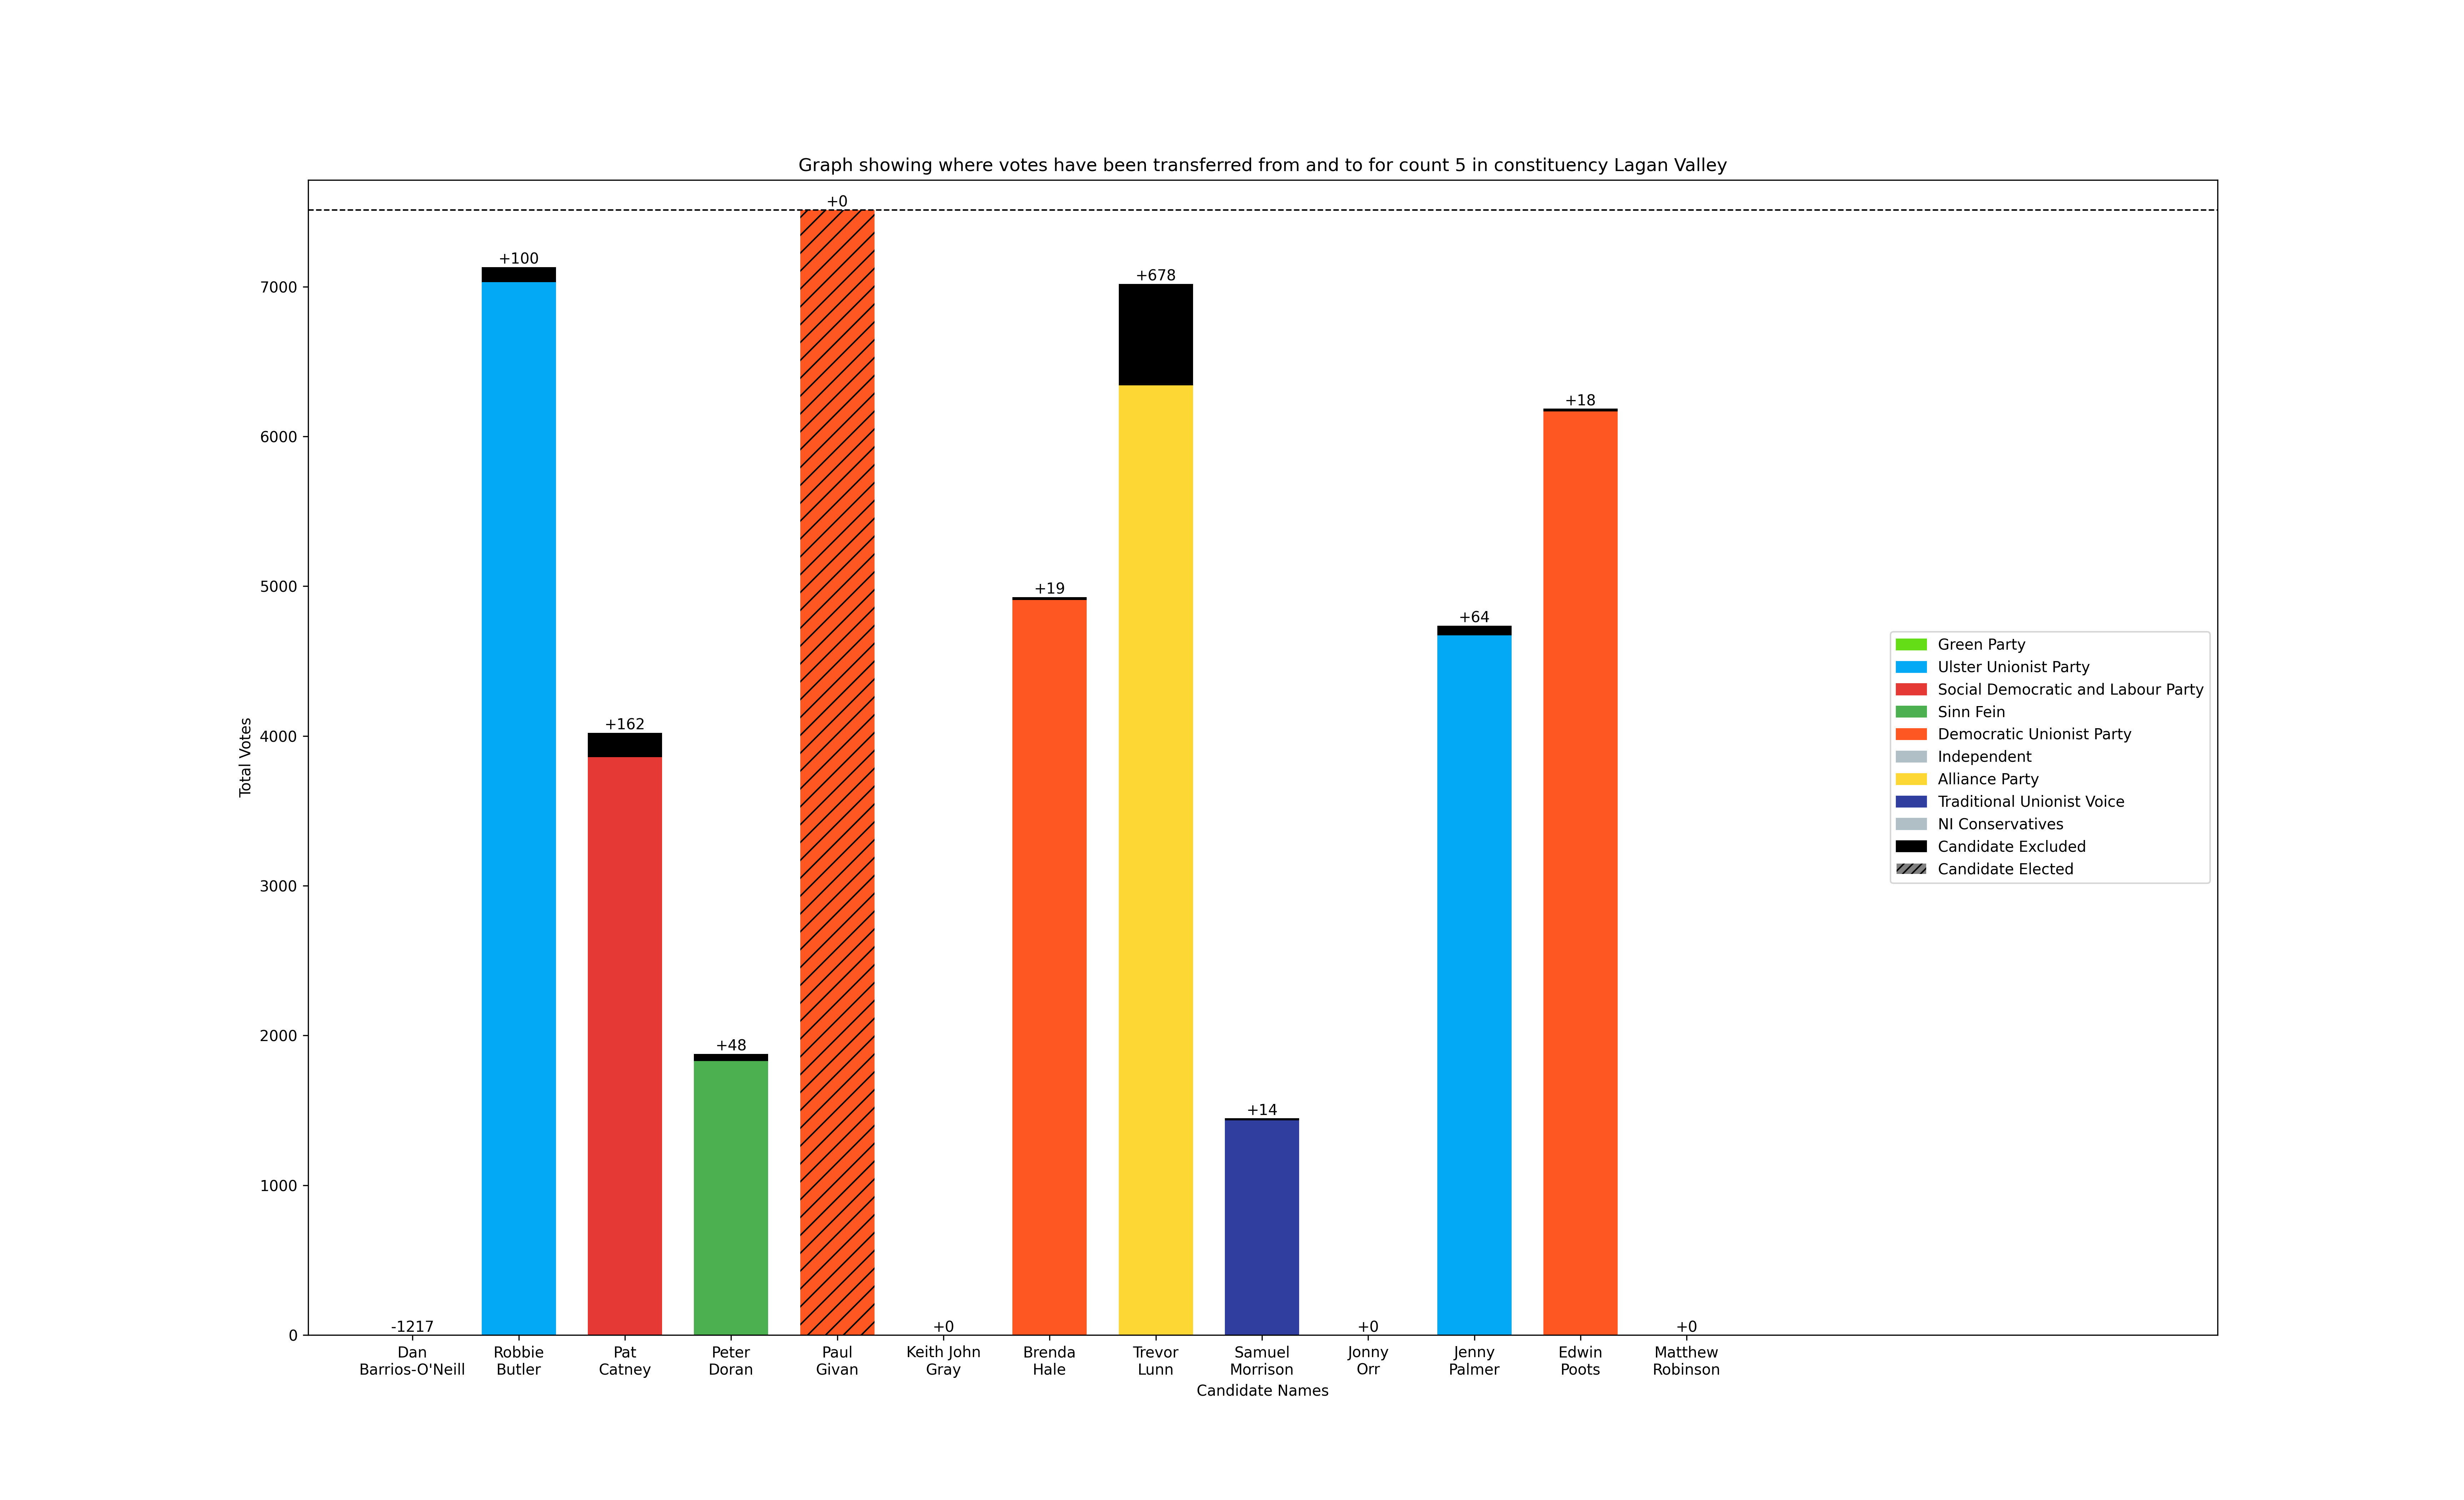 Graph showing where votes have been transferred from and to for count 5 in constituency Lagan Valley
+0
+100
+678
7000
+18
6000
+19
5000
+64
+162
4000
3000
+48
2000
+14
1000
-1217
+0
+0
+0
0
Total Votes
Green Party
Ulster Unionist Party
Social Democratic and Labour Party
Sinn Fein
Democratic Unionist Party
Independent
Alliance Party
Traditional Unionist Voice
NI Conservatives
Candidate Excluded
Candidate Elected
Dan
Barrios-O'Neill
Robbie
Butler
Pat
Catney
Peter
Doran
Paul
Givan
Keith John
Gray
Brenda
Hale
Trevor
Lunn
Samuel
Morrison
Jonny
Orr
Jenny
Palmer
Edwin
Poots
Matthew
Robinson
Candidate Names